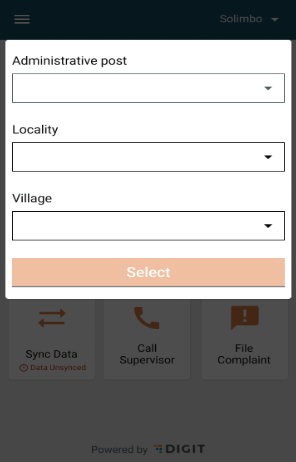 Solimbo
Administrative post
Locality
Village
Select
Sync Data
Data Unsynced
Call
Supervisor
File
Complaint
Powered by DIGIT